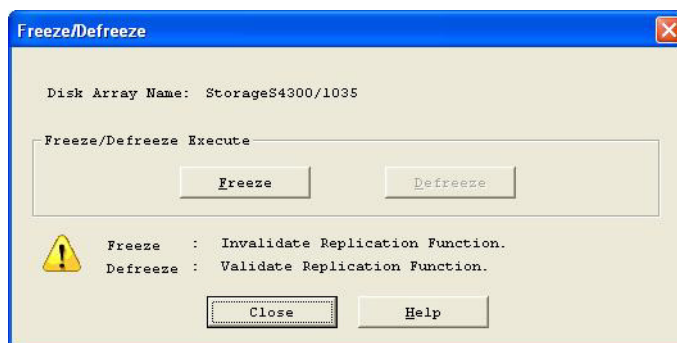 Freeze/Defreeze
Disk Array Name: StorageS4300/1035
Freeze/Defreeze Execute
Freeze Defreeze
Freeze : Invalidate Replication Function.
Defreeze : Validate Replication Function.
Close Help